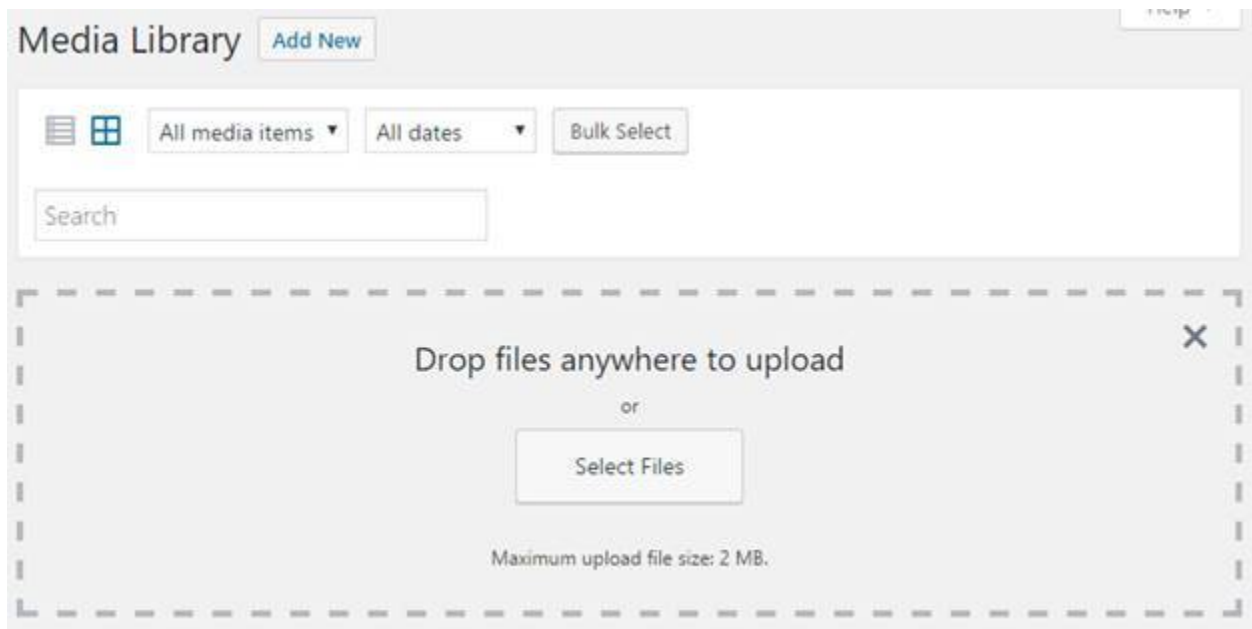 Media Library Add New
All media items All dates Bulk Select
Search
Drop files anywhere to upload
or
Select Files
Maximum upload file size: 2 MB.